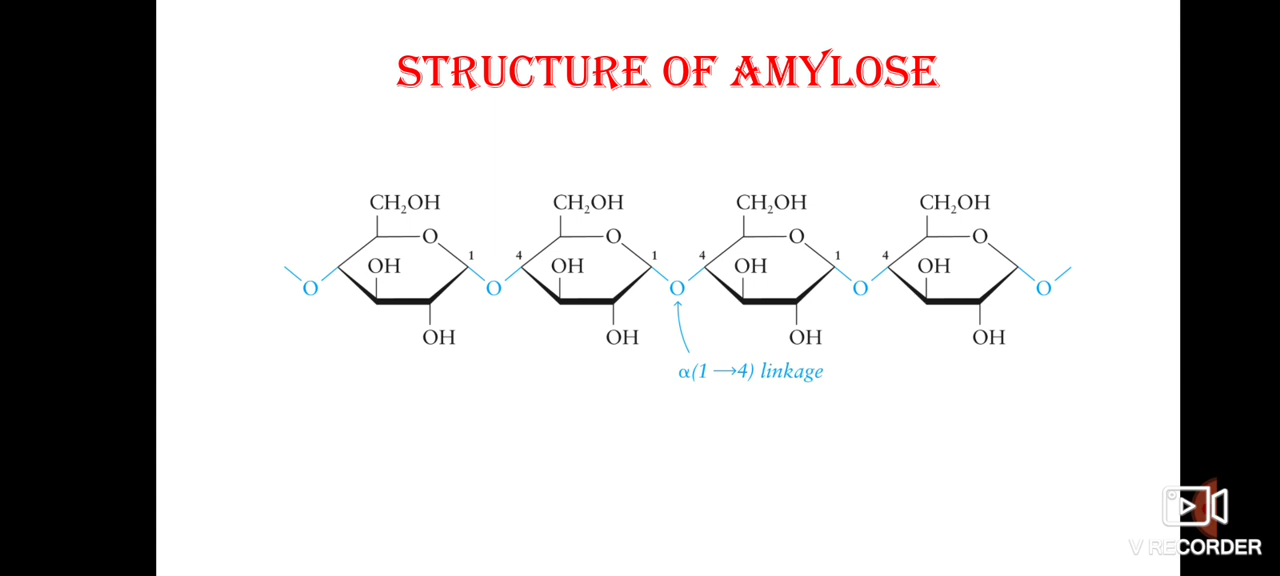 STRUCTURE OF AMYLOSE
CH₂OH CH₂OH CH₂OH CH₂OH
O O O O
1 4 1 4 1 4
OH OH OH OH
O O O O O
OH OH OH OH
α(1 →4) linkage
V RECORDER